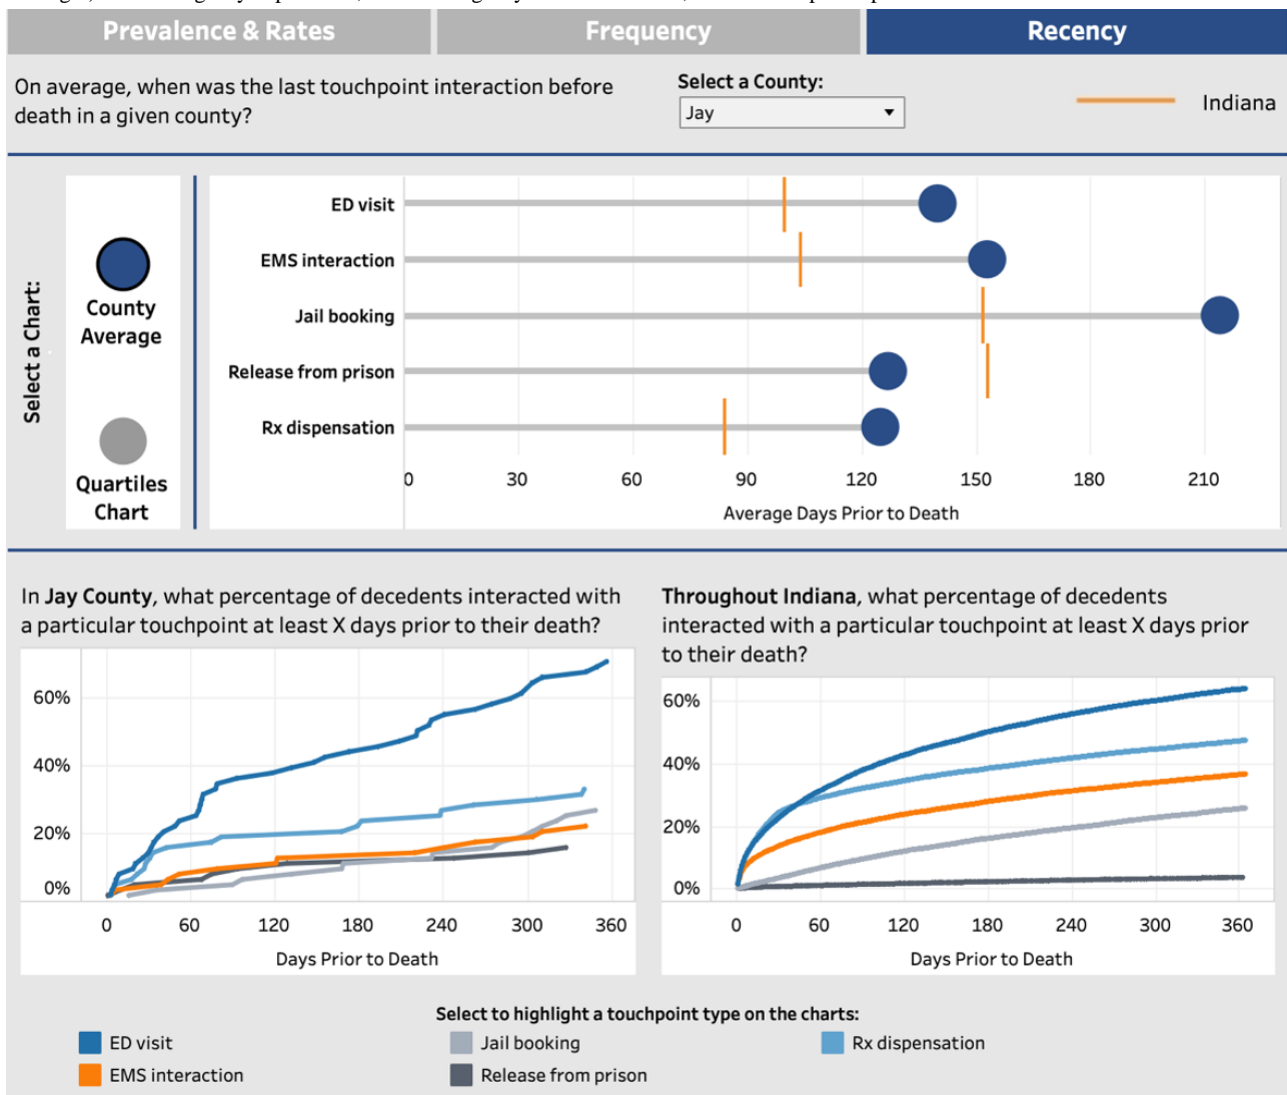 Prevalence & Rates
Frequency
Recency
On average, when was the last touchpoint interaction before
death in a given county?
Select a County:
Jay
Indiana
Select a Chart:
County
Average
Quartiles
Chart
ED visit
EMS interaction
Jail booking
Release from prison
Rx dispensation
0 30 60 90 120 150 180 210
Average Days Prior to Death
In Jay County, what percentage of decedents interacted with
a particular touchpoint at least X days prior to their death?
60%
40%
20%
0%
0 60 120 180 240 300 360
Days Prior to Death
Throughout Indiana, what percentage of decedents
interacted with a particular touchpoint at least X days prior
to their death?
60%
40%
20%
0%
0 60 120 180 240 300 360
Days Prior to Death
Select to highlight a touchpoint type on the charts:
ED visit
Jail booking
Rx dispensation
EMS interaction
Release from prison